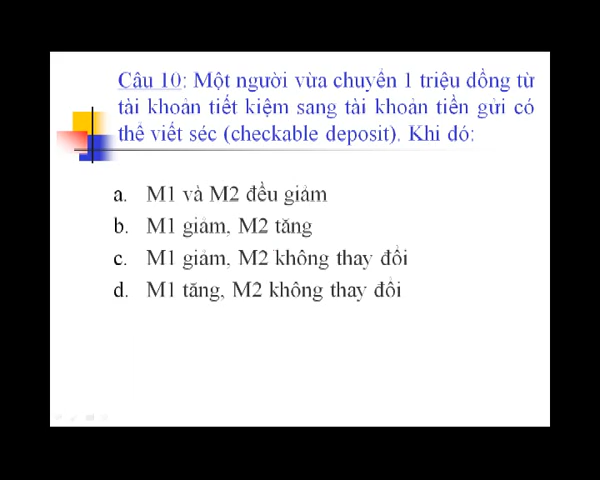 Câu 10: Một người vừa chuyển 1 triệu đồng từ
tài khoản tiết kiệm sang tài khoản tiền gửi có
thể viết séc (checkable deposit). Khi đó:
a. M1 và M2 đều giảm
b. M1 giảm, M2 tăng
c. M1 giảm, M2 không thay đổi
d. M1 tăng, M2 không thay đổi